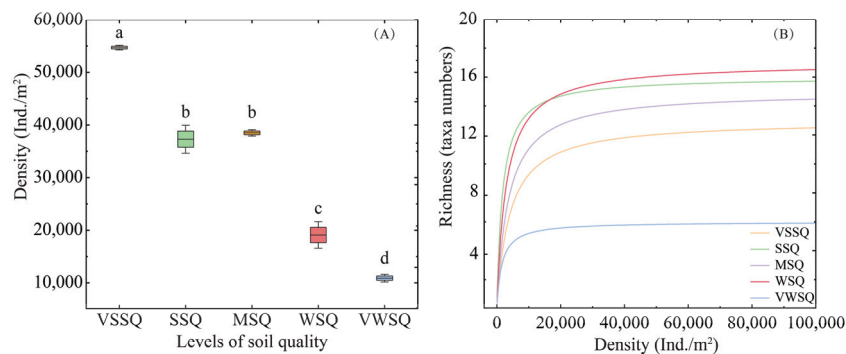 (A)
Density (Ind./m²)
60,000
50,000
40,000
30,000
20,000
10,000
a
b
b
c
d
VSSQ SSQ MSQ WSQ VWSQ
Levels of soil quality
(B)
Richness (taxa numbers)
20
16
12
8
4
VSSQ
SSQ
MSQ
WSQ
VWSQ
0 20,000 40,000 60,000 80,000 100,000
Density (Ind./m²)